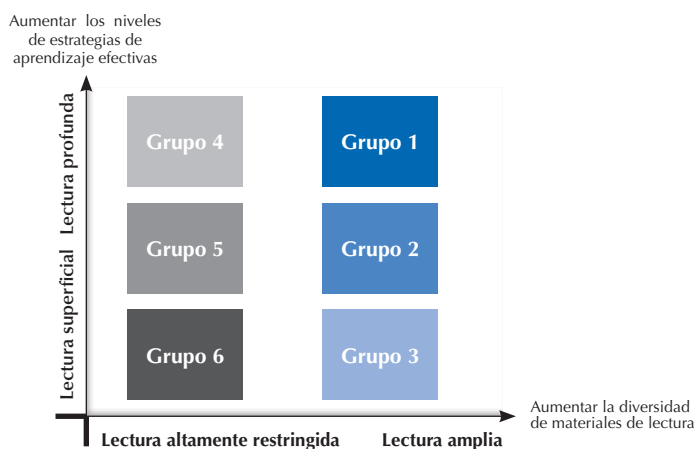 Aumentar los niveles
de estrategias de
aprendizaje efectivas
Lectura profunda
Lectura superficial
Grupo 4
Grupo 1
Grupo 5
Grupo 2
Grupo 6
Grupo 3
Aumentar la diversidad
de materiales de lectura
Lectura altamente restringida
Lectura amplia